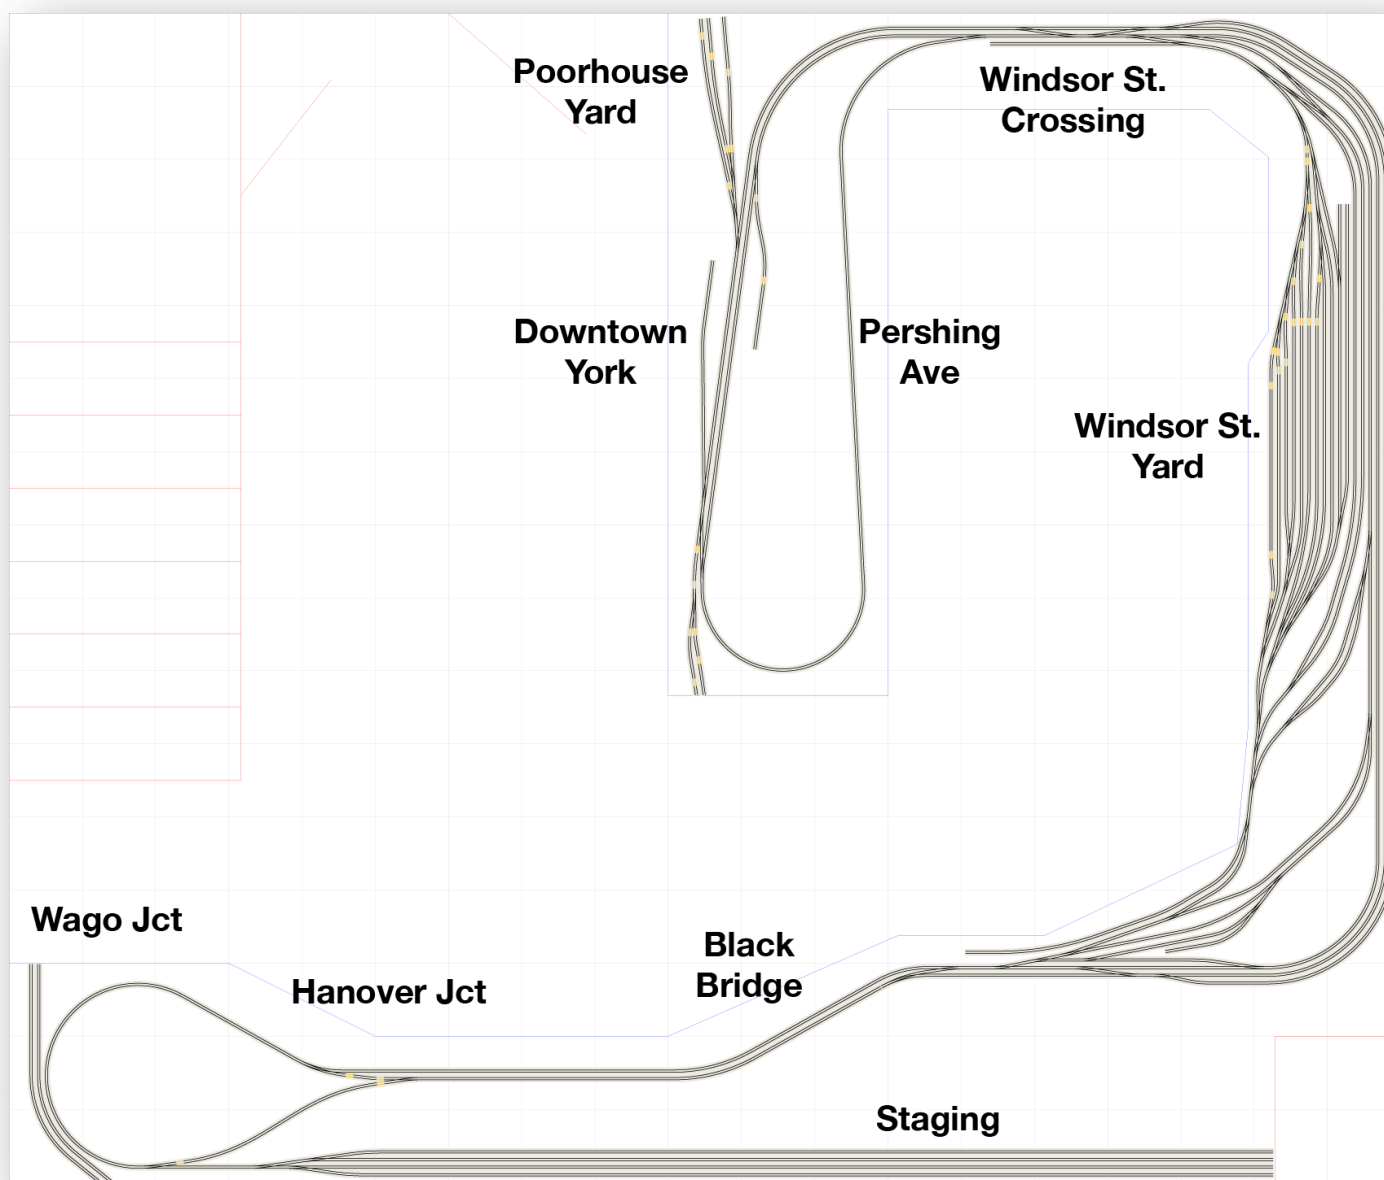 Poorhouse
Yard
Windsor St.
Crossing
Downtown
York
Pershing
Ave
Windsor St.
Yard
Wago Jct
Hanover Jct
Black
Bridge
Staging